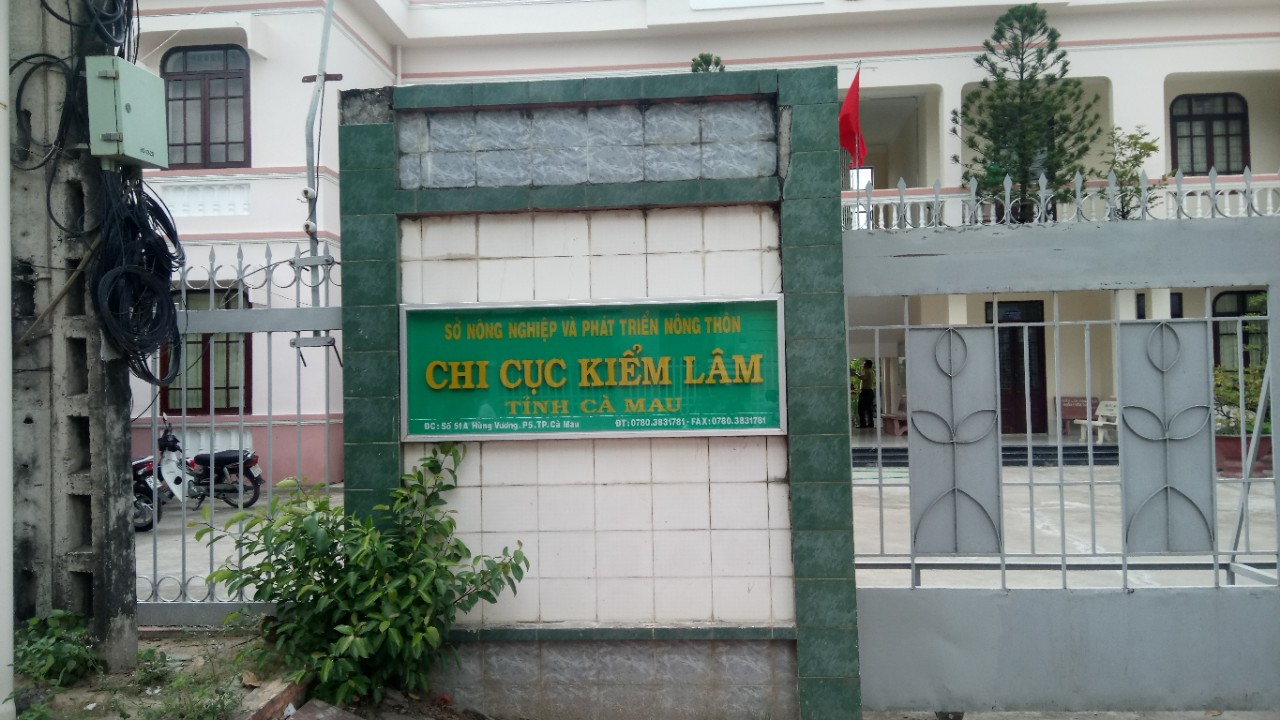 SỞ NÔNG NGHIỆP VÀ PHÁT TRIỂN NÔNG THÔN
CHI CỤC KIỂM LÂM
TỈNH CÀ MAU
ĐC: Số 51A Hùng Vương. P5. TP. Cà Mau ĐT: 0780.3831781 - FAX: 0780.3831781